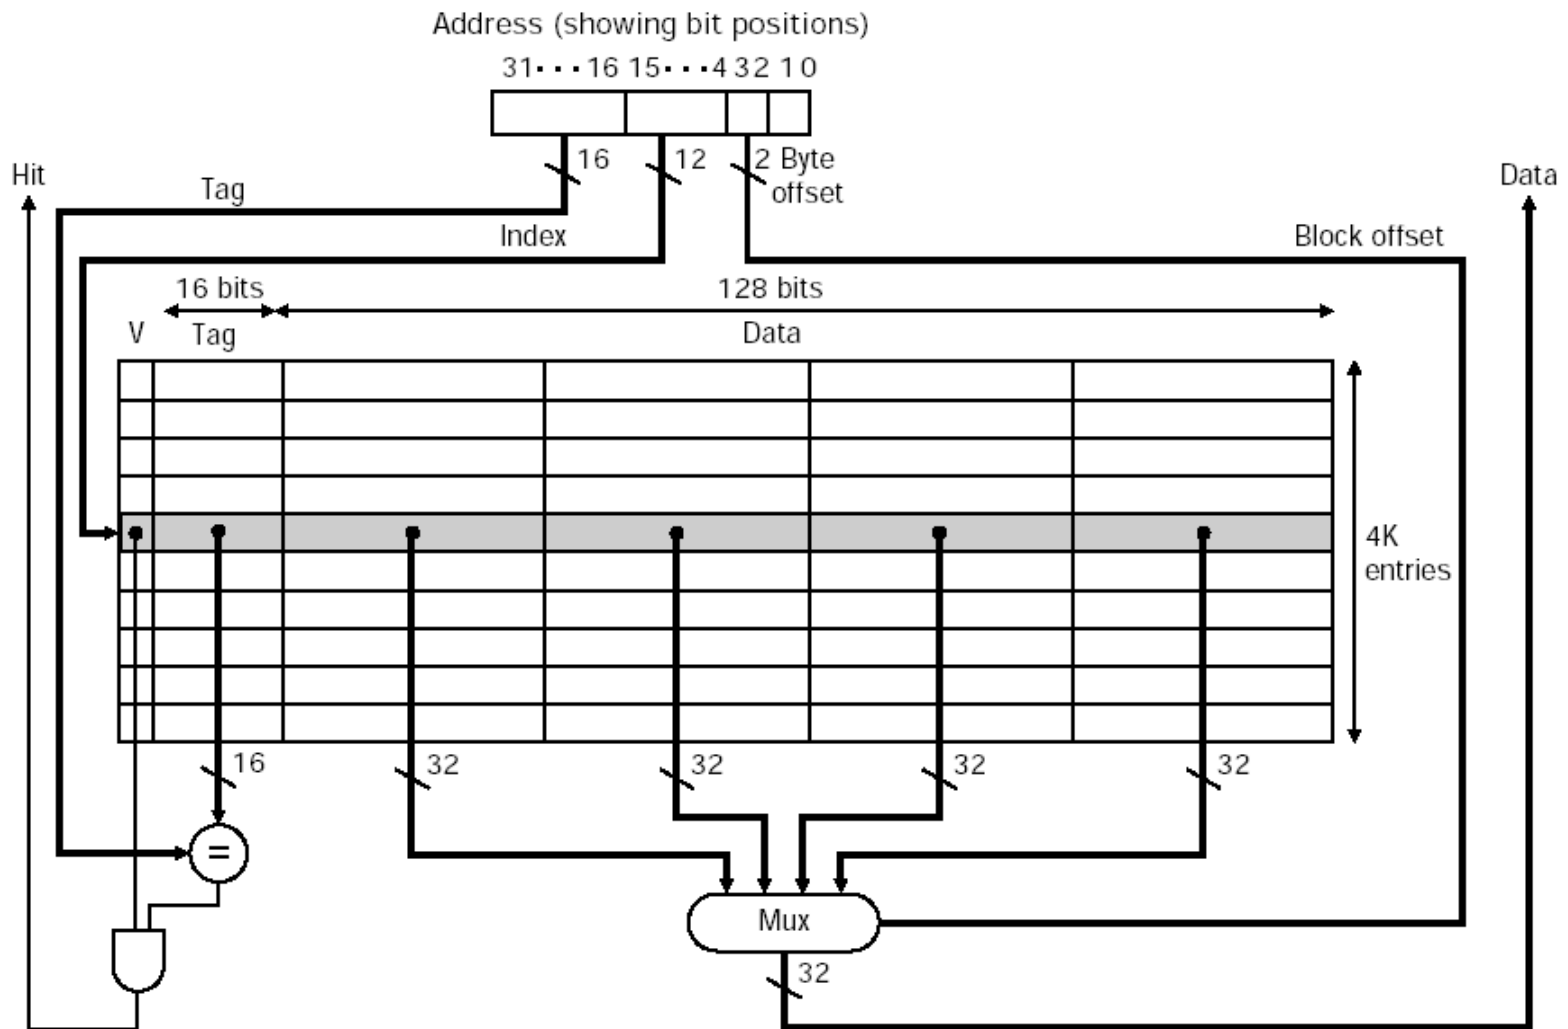 Address (showing bit positions)
31···16 15···4 3 2 1 0
16 12 2 Byte
offset
Hit
Data
Tag
Index
Block offset
16 bits
128 bits
V
Tag
Data
4K
entries
16
32
32
32
32
=
Mux
32